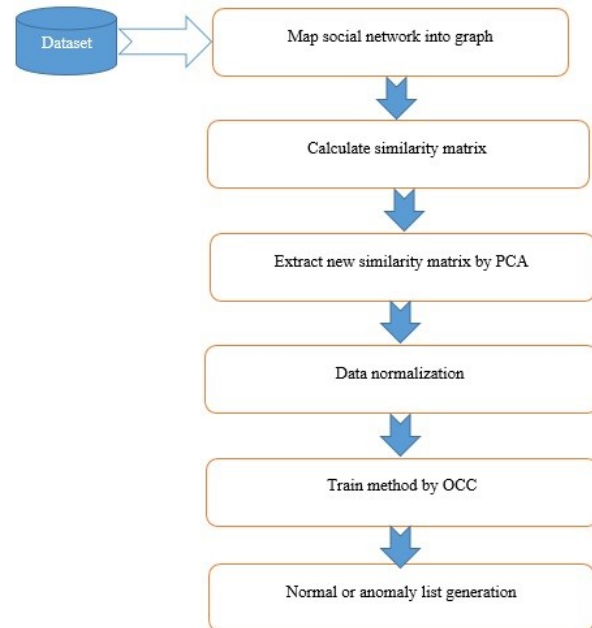 Dataset
Map social network into graph
Calculate similarity matrix
Extract new similarity matrix by PCA
Data normalization
Train method by OCC
Normal or anomaly list generation